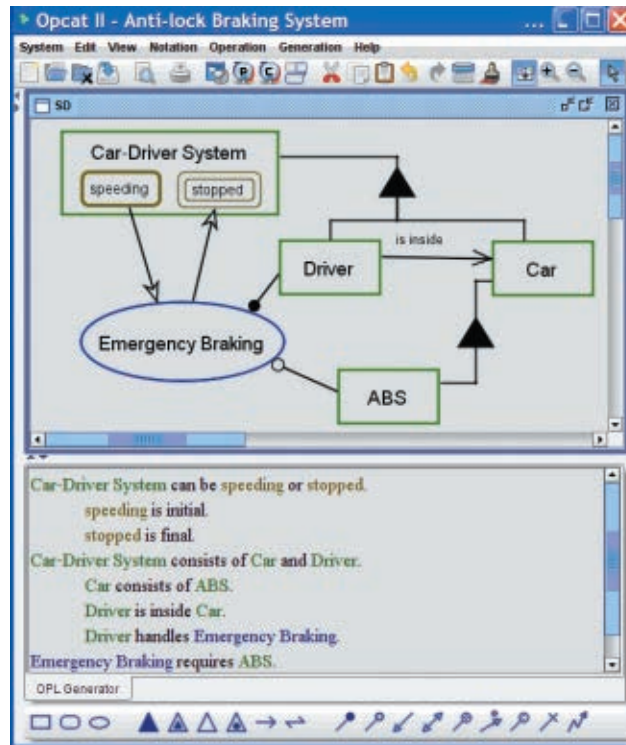 Opcat II - Anti-lock Braking System ...
System Edit View Notation Operation Generation Help
SD
Car-Driver System
speeding
stopped
is inside
Driver
Car
Emergency Braking
ABS
Car-Driver System can be speeding or stopped.
speeding is initial.
stopped is final.
Car-Driver System consists of Car and Driver.
Car consists of ABS.
Driver is inside Car.
Driver handles Emergency Braking.
Emergency Braking requires ABS.
OPL Generator